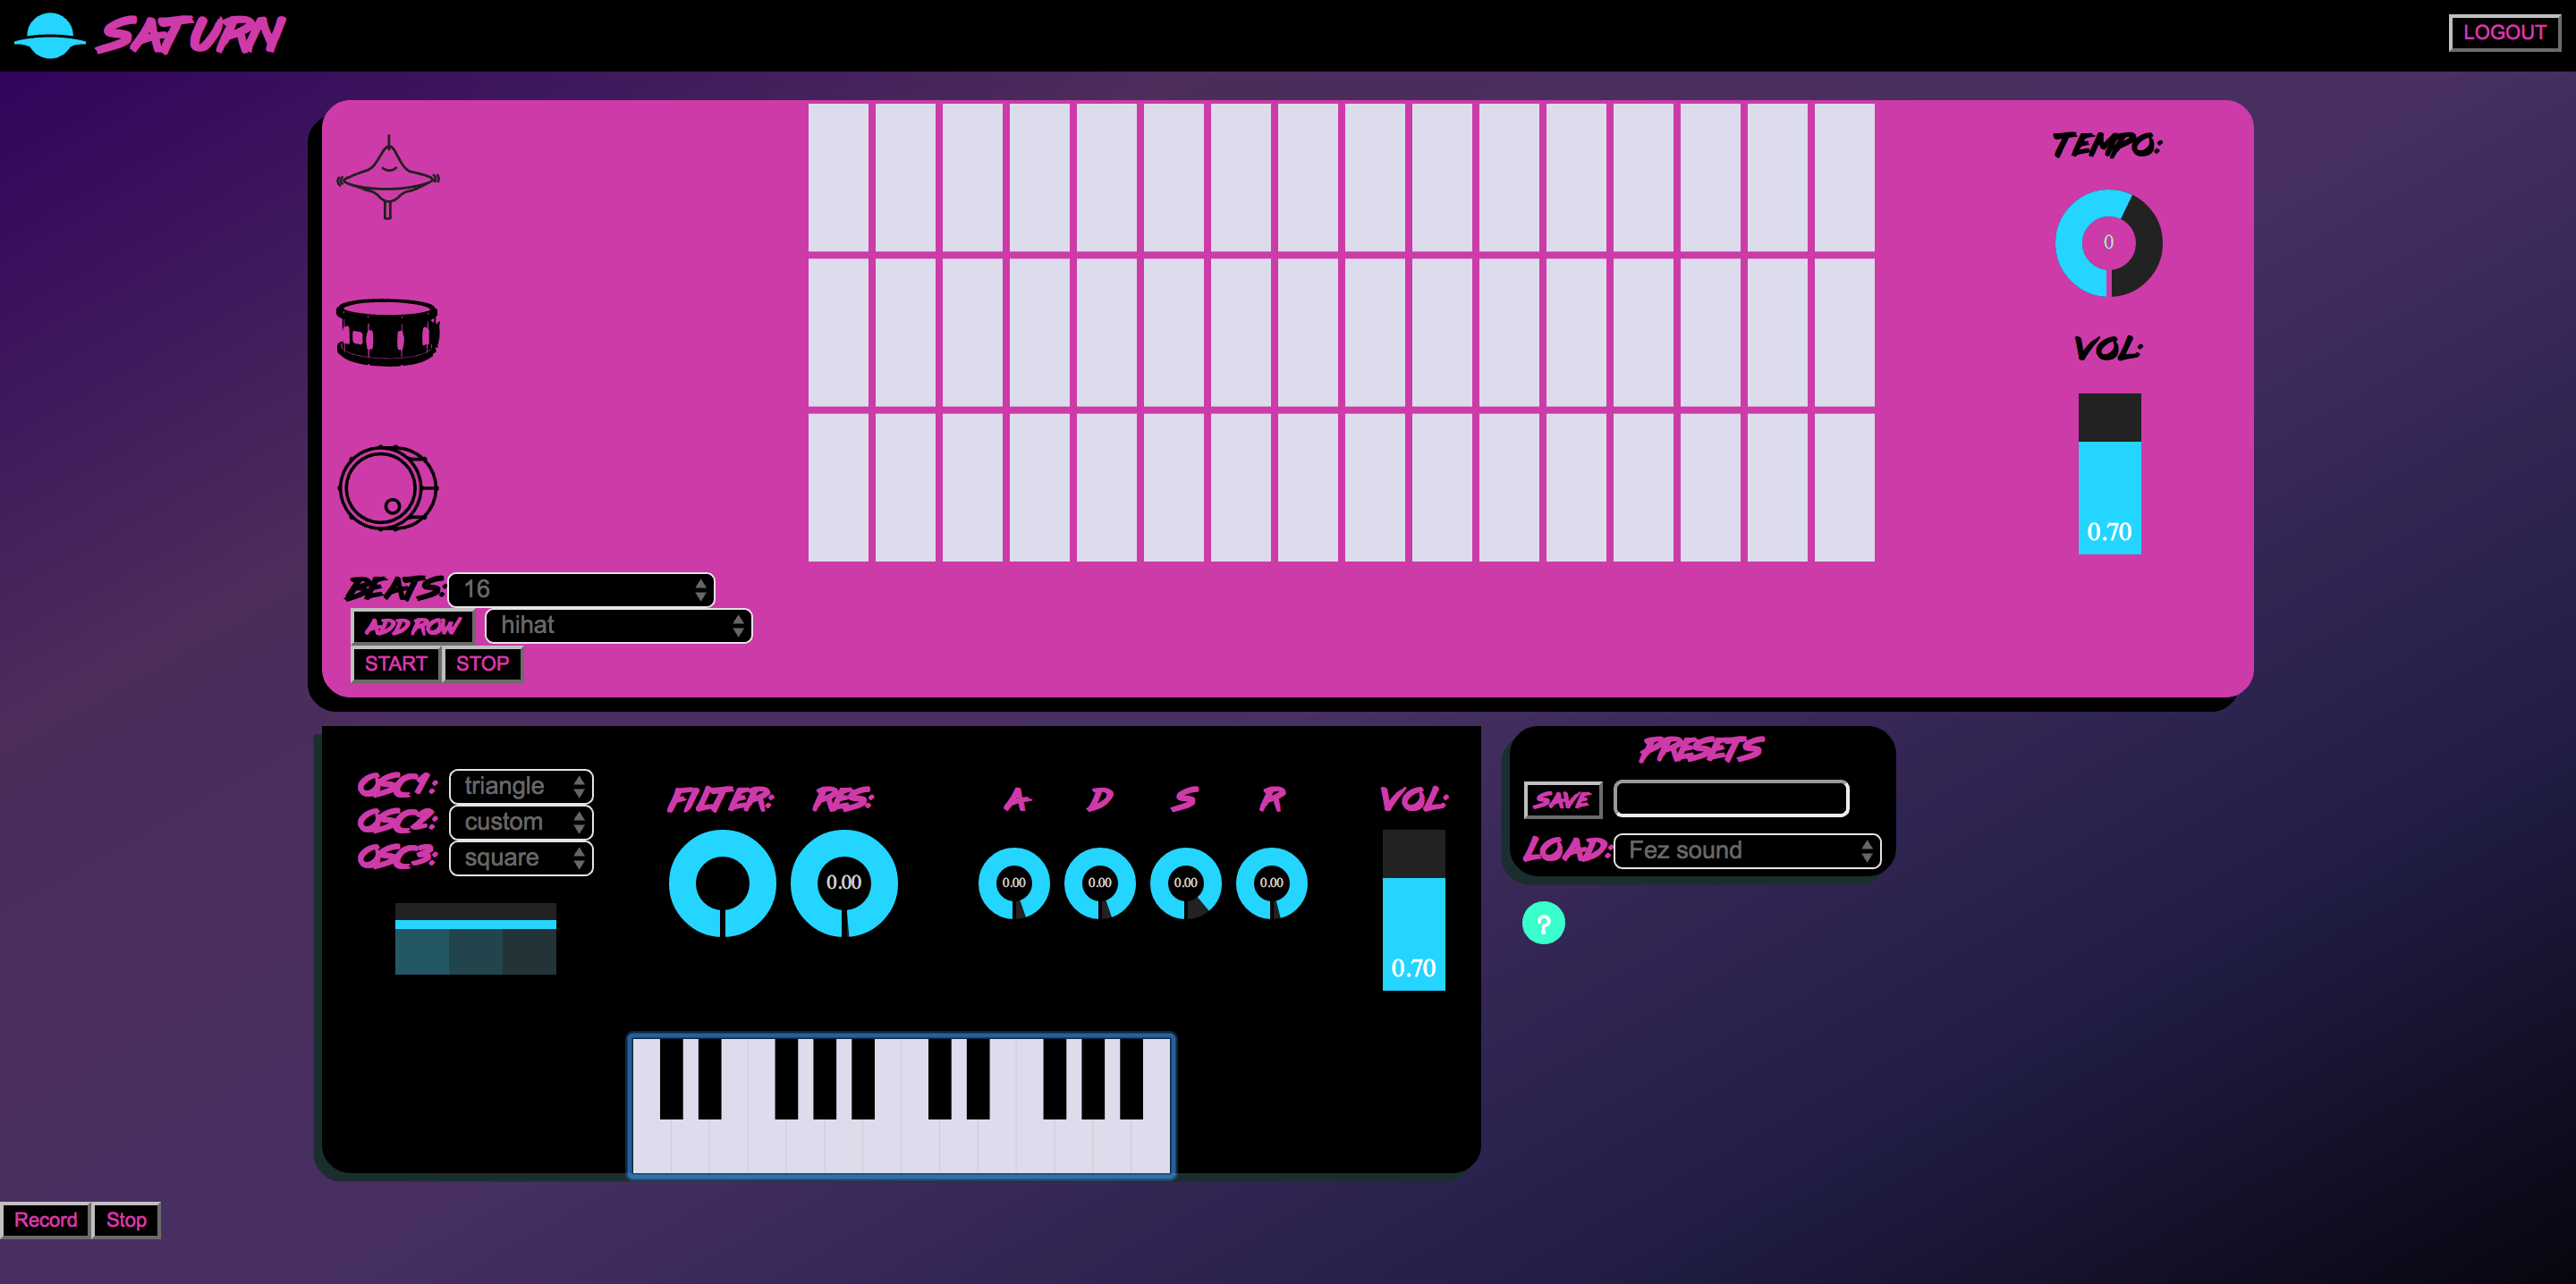 SATURN
LOGOUT
TEMPO:
0
VOL:
0.70
BEATS: 16
ADD ROW hihat
START STOP
OSC1: triangle
OSC2: custom
OSC3: square
FILTER: RES: A D S R VOL:
0.00 0.00 0.00 0.00 0.00
0.70
PRESETS
SAVE
LOAD: Fez sound
?
Record Stop